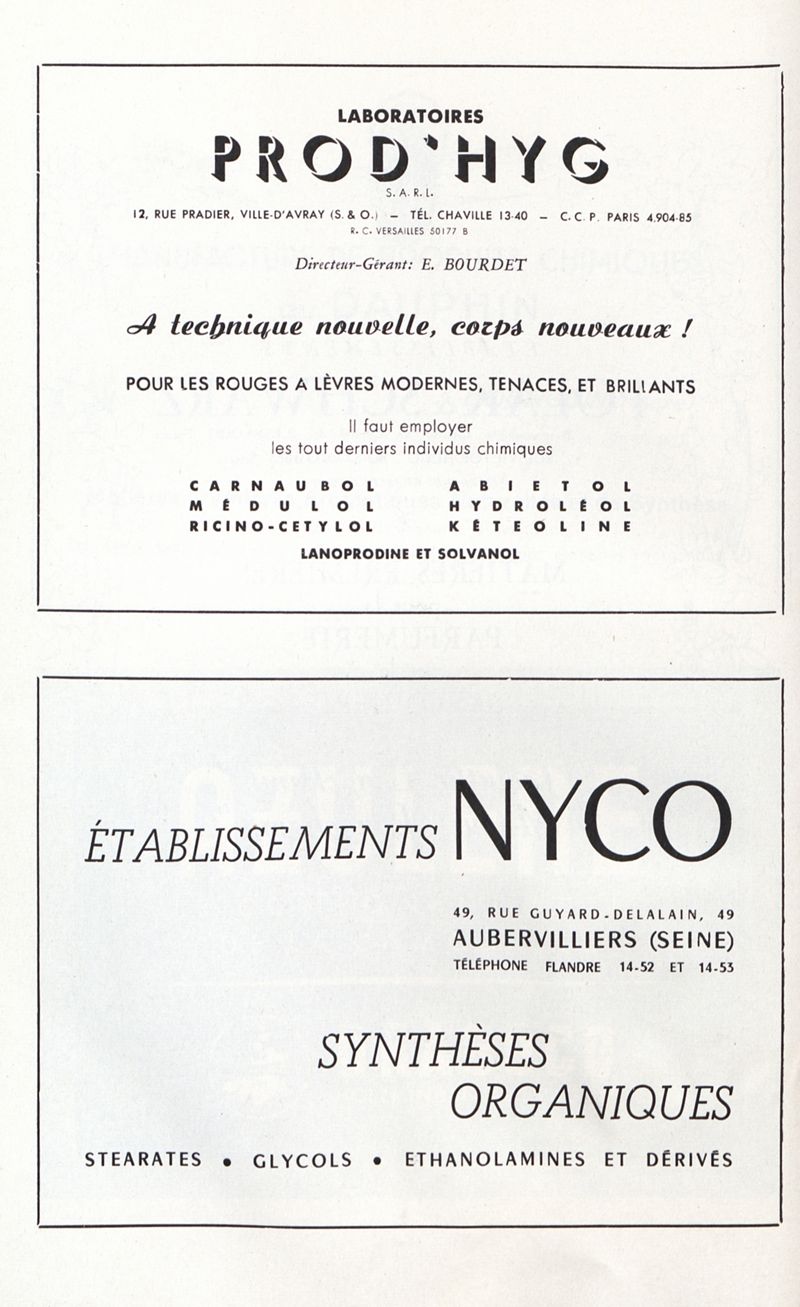 LABORATOIRES
PROD'HYG
S. A. R. L.
12, RUE PRADIER, VILLE-D'AVRAY (S. & O.) – TÉL. CHAVILLE 13-40 – C. C. P. PARIS 4.904-85
R. C. VERSAILLES 50177 B
Directeur-Gérant: E. BOURDET
A technique nouvelle, corps nouveaux !
POUR LES ROUGES A LÈVRES MODERNES, TENACES, ET BRILLANTS
Il faut employer
les tout derniers individus chimiques
CARNAUBOL ABIETOL
MÉDULOL HYDROLÉOL
RICINO-CETYLOL KÉTEOLINE
LANOPRODINE ET SOLVANOL
ÉTABLISSEMENTS NYCO
49, RUE GUYARD-DELALAIN, 49
AUBERVILLIERS (SEINE)
TÉLÉPHONE FLANDRE 14-52 ET 14-53
SYNTHÈSES
ORGANIQUES
STEARATES • GLYCOLS • ETHANOLAMINES ET DÉRIVÉS